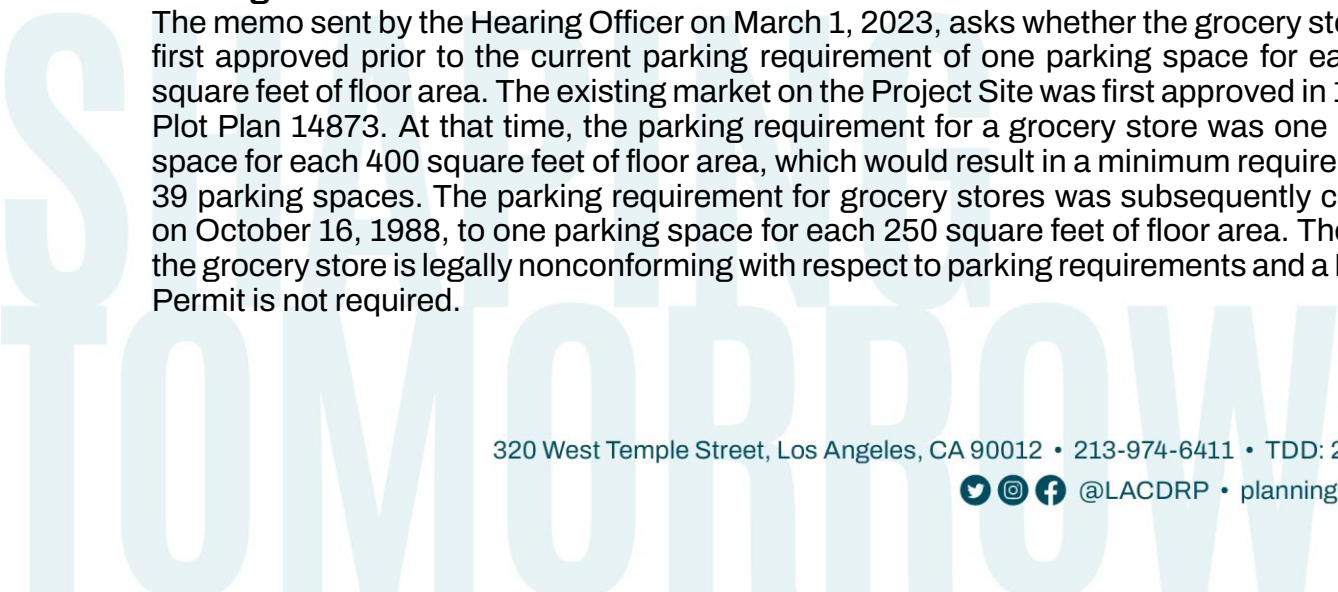 The memo sent by the Hearing Officer on March 1, 2023, asks whether the grocery
first approved prior to the current parking requirement of one parking space for
square feet of floor area. The existing market on the Project Site was first approved in
Plot Plan 14873. At that time, the parking requirement for a grocery store was one
space for each 400 square feet of floor area, which would result in a minimum
39 parking spaces. The parking requirement for grocery stores was subsequently
on October 16, 1988, to one parking space for each 250 square feet of floor area.
the grocery store is legally nonconforming with respect to parking requirements and a
Permit is not required.
SHAPING
TOMORROW
320 West Temple Street, Los Angeles, CA 90012 • 213-974-6411 • TDD:
@LACDRP • planning